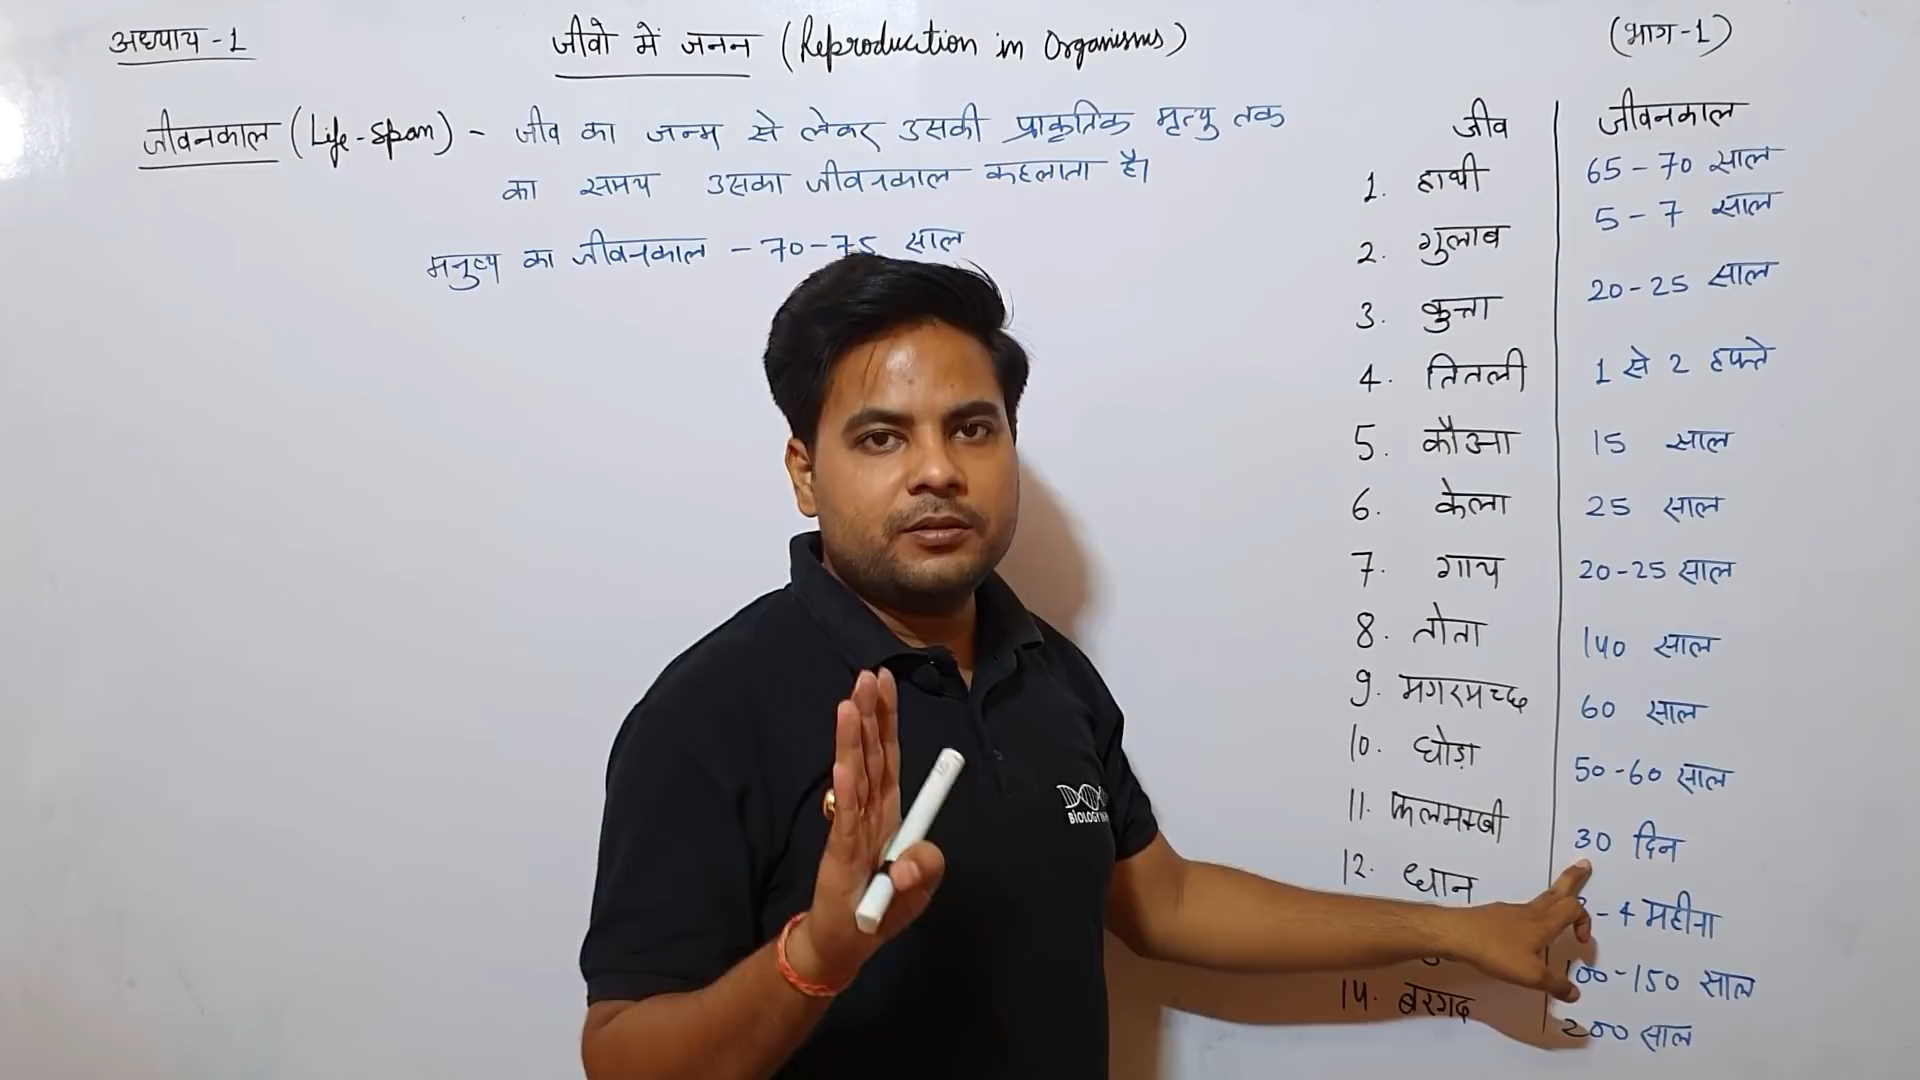 अध्याय - 1
जीवो में जनन (Reproduction in Organisms)
(भाग-1)
जीवनकाल (Life-Span) - जीव का जन्म से लेकर उसकी प्राकृतिक मृत्यु तक
का समय उसका जीवनकाल कहलाता है।
मनुष्य का जीवनकाल - 70-75 साल
जीव जीवनकाल
1. हाथी 65-70 साल
2. गुलाब 5-7 साल
3. कुत्ता 20-25 साल
4. तितली 1 से 2 हफ्ते
5. कौआ 15 साल
6. केला 25 साल
7. गाय 20-25 साल
8. तोता 140 साल
9. मगरमच्छ 60 साल
10. घोड़ा 50-60 साल
11. फलमक्खी 30 दिन
12. धान - 4 महीना
100-150 साल
14. बरगद 200 साल
BIOLOGY